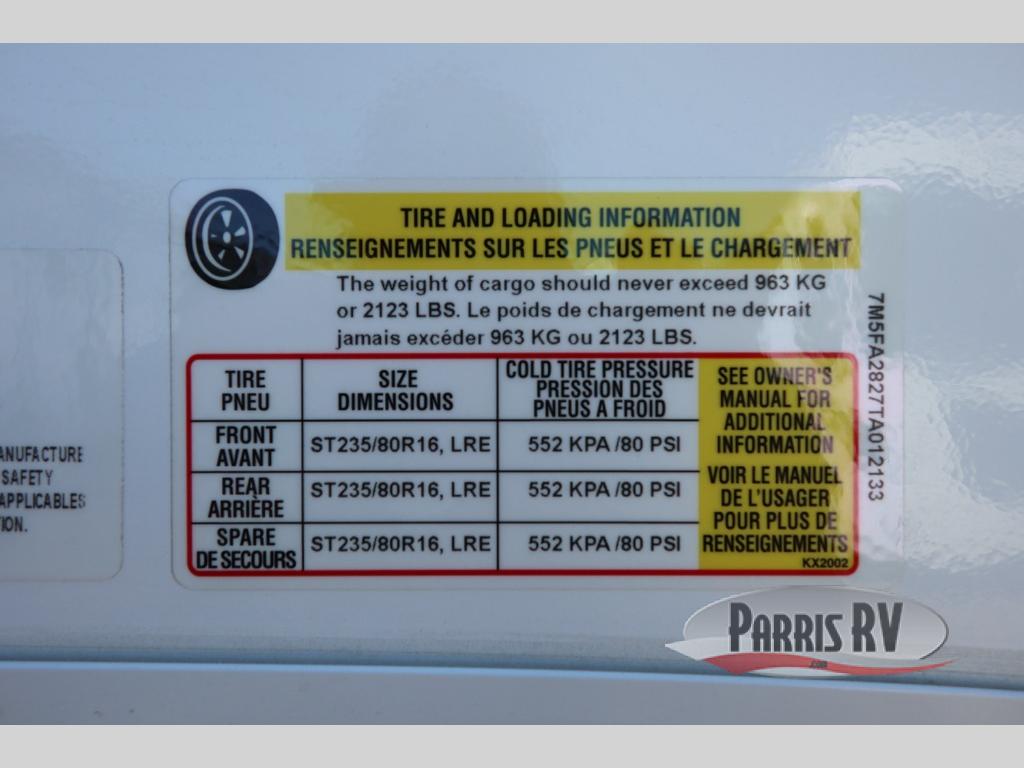 TIRE AND LOADING INFORMATION
RENSEIGNEMENTS SUR LES PNEUS ET LE CHARGEMENT
The weight of cargo should never exceed 963 KG
or 2123 LBS. Le poids de chargement ne devrait
jamais excéder 963 KG ou 2123 LBS.
TIRE
PNEU
SIZE
DIMENSIONS
COLD TIRE PRESSURE
PRESSION DES
PNEUS A FROID
FRONT
AVANT
ST235/80R16, LRE
552 KPA /80 PSI
REAR
ARRIÈRE
ST235/80R16, LRE
552 KPA /80 PSI
SPARE
DE SECOURS
ST235/80R16, LRE
552 KPA /80 PSI
SEE OWNER'S
MANUAL FOR
ADDITIONAL
INFORMATION
VOIR LE MANUEL
DE L'USAGER
POUR PLUS DE
RENSEIGNEMENTS
KX2002
7M5FA2827TA012133
SAFETY
APPLICABLES
PARRIS RV
.com